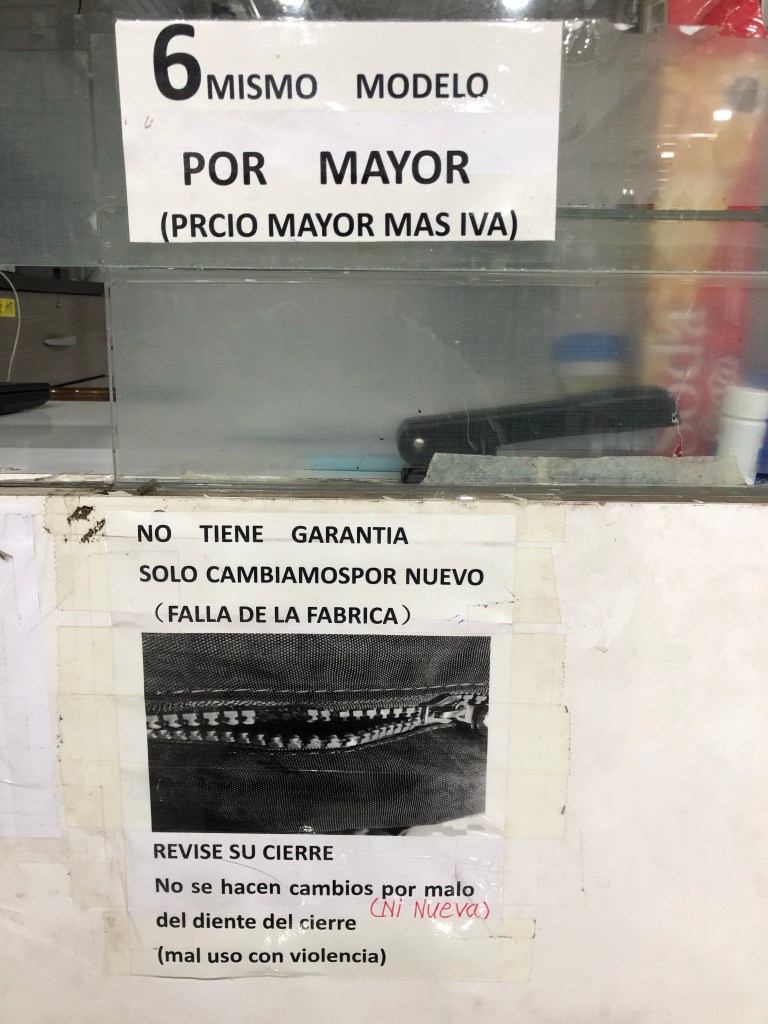 6 MISMO MODELO
POR MAYOR
(PRCIO MAYOR MAS IVA)
NO TIENE GARANTIA
SOLO CAMBIAMOSPOR NUEVO
(FALLA DE LA FABRICA)
REVISE SU CIERRE
No se hacen cambios por malo
(Ni Nueva)
del diente del cierre
(mal uso con violencia)